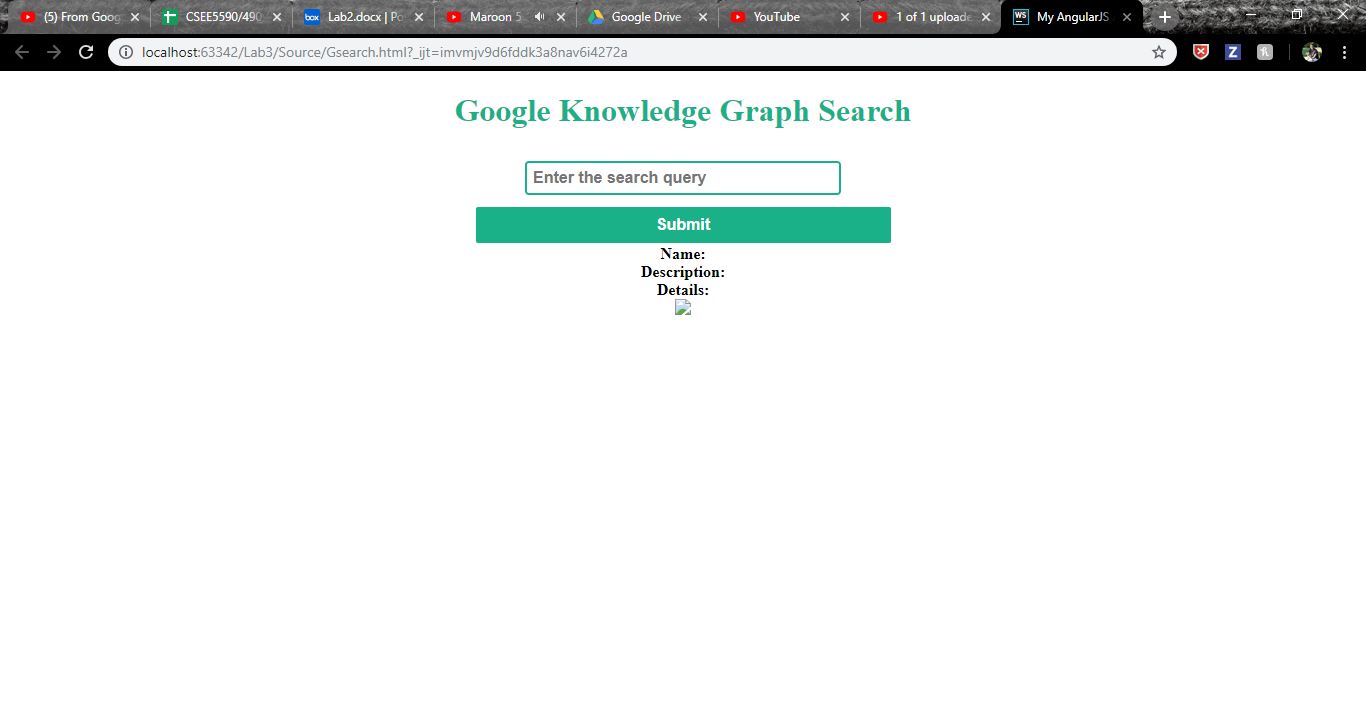 (5) From Goog
CSEE5590/490
Lab2.docx | Po
Maroon 5
Google Drive
YouTube
1 of 1 uploade
WS My AngularJS
localhost:63342/Lab3/Source/Gsearch.html?_ijt=imvmjv9d6fddk3a8nav6i4272a
Google Knowledge Graph Search
Enter the search query
Submit
Name:
Description:
Details: